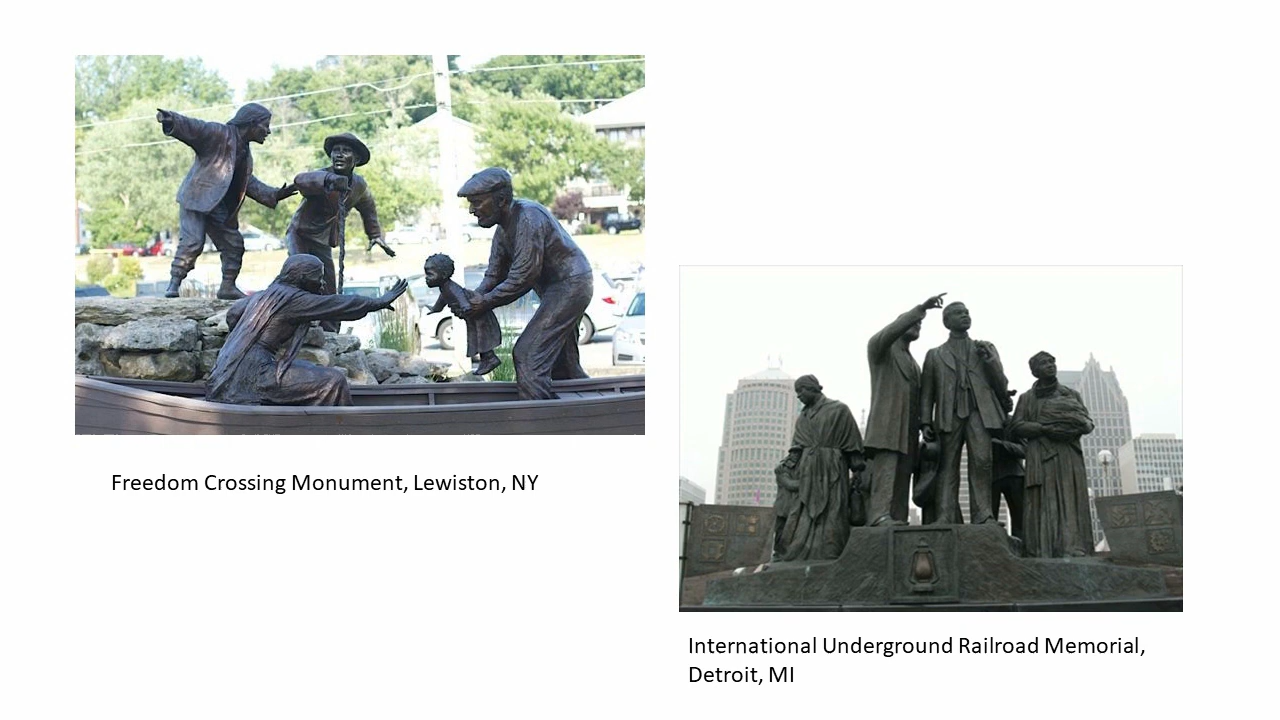 Freedom Crossing Monument, Lewiston, NY
International Underground Railroad Memorial,
Detroit, MI